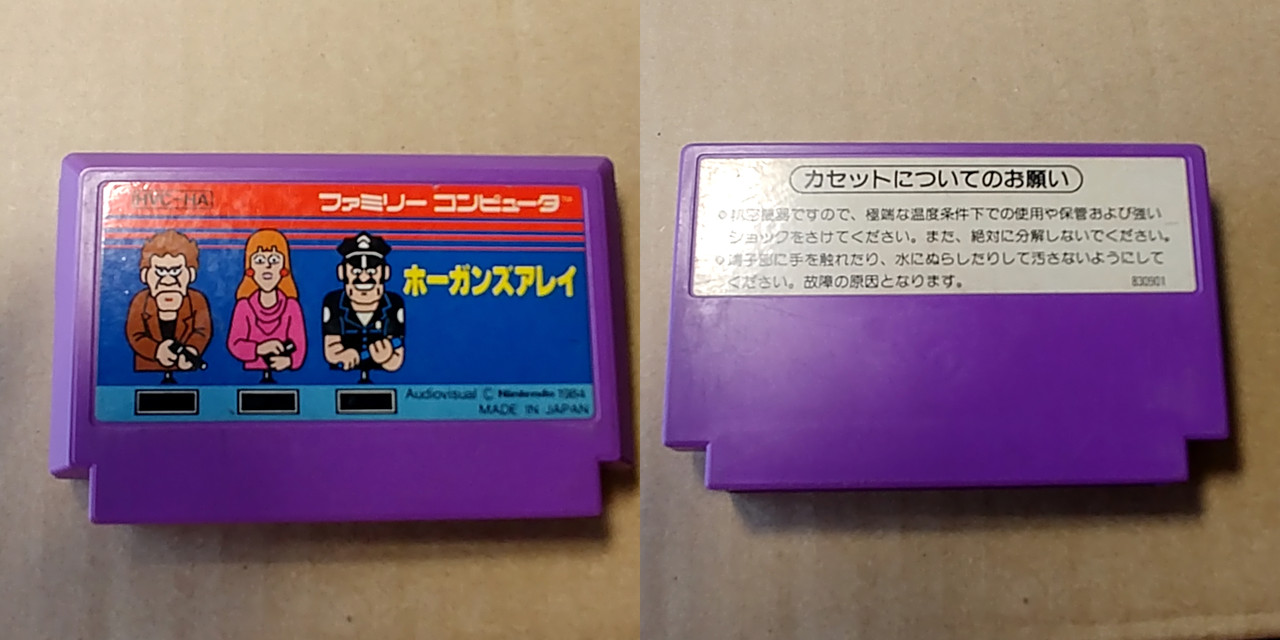 HVC-HA
ファミリー コンピュータ™
ホーガンズアレイ
Audiovisual © Nintendo 1984
MADE IN JAPAN
カセットについてのお願い
ですので、極端な温度条件下での使用や保管および強い
ショックをさけてください。また、絶対に分解しないでください。
端子部に手を触れたり、水にぬらしたりして汚さないようにして
ください。故障の原因となります。
830901